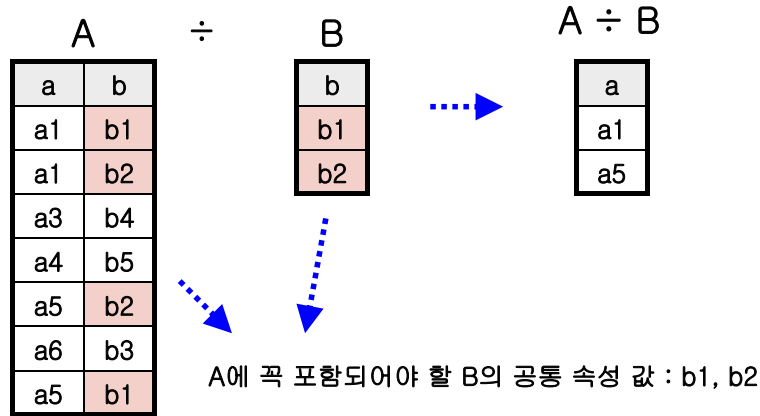 A ÷ B A ÷ B
a b
a1 b1
a1 b2
a3 b4
a4 b5
a5 b2
a6 b3
a5 b1
b
b1
b2
a
a1
a5
A에 꼭 포함되어야 할 B의 공통 속성 값 : b1, b2